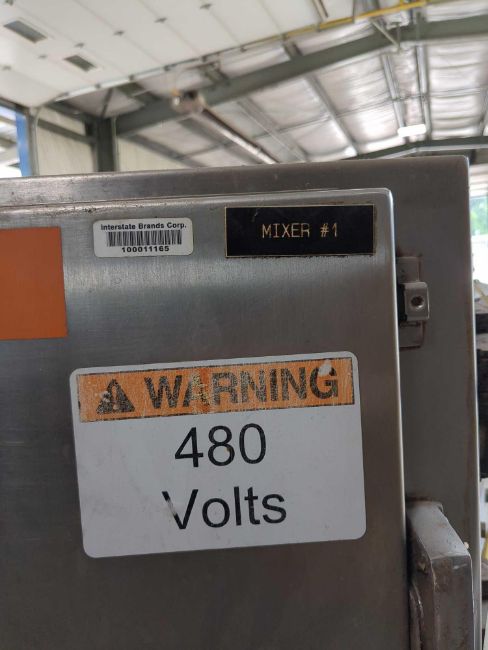 Interstate Brands Corp.
100011165
MIXER #1
WARNING
480
Volts